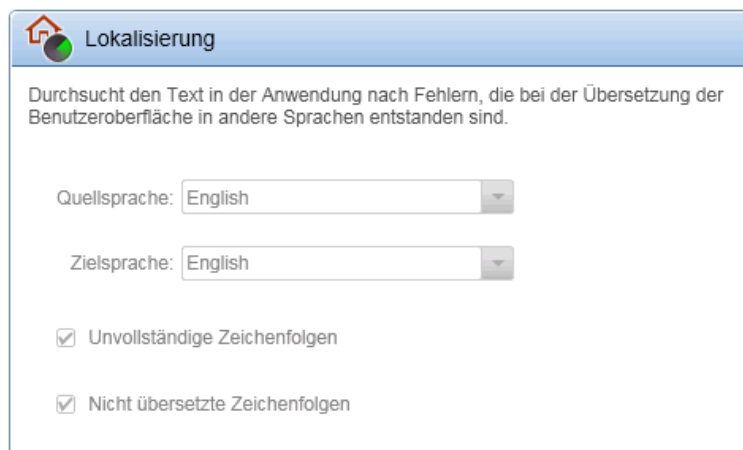 Lokalisierung
Durchsucht den Text in der Anwendung nach Fehlern, die bei der Übersetzung der
Benutzeroberfläche in andere Sprachen entstanden sind.
Quellsprache: English
Zielsprache: English
Unvollständige Zeichenfolgen
Nicht übersetzte Zeichenfolgen